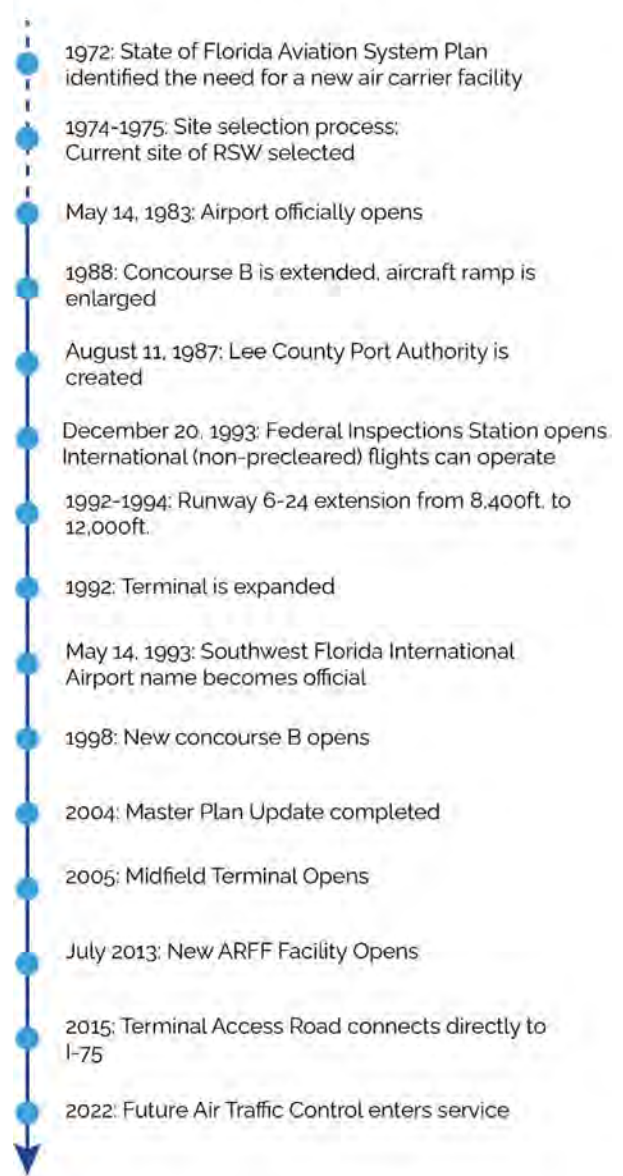 1972: State of Florida Aviation System Plan
identified the need for a new air carrier facility
1974-1975: Site selection process;
Current site of RSW selected
May 14, 1983: Airport officially opens
1988: Concourse B is extended, aircraft ramp is
enlarged
August 11, 1987: Lee County Port Authority is
created
December 20, 1993: Federal Inspections Station opens.
International (non-precleared) flights can operate
1992-1994: Runway 6-24 extension from 8,400ft. to
12,000ft.
1992: Terminal is expanded
May 14, 1993: Southwest Florida International
Airport name becomes official
1998: New concourse B opens
2004: Master Plan Update completed
2005: Midfield Terminal Opens
July 2013: New ARFF Facility Opens
2015: Terminal Access Road connects directly to
I-75
2022: Future Air Traffic Control enters service